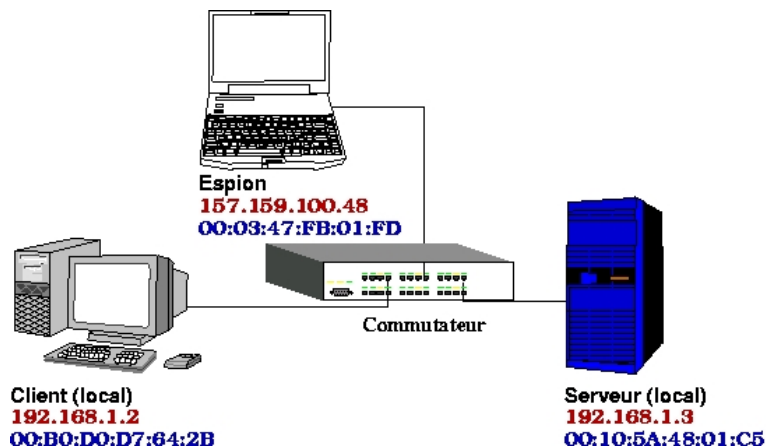 Espion
157.159.100.48
00:03:47:FB:01:FD
Commutateur
Client (local)
192.168.1.2
00:B0:D0:D7:64:2B
Serveur (local)
192.168.1.3
00:10:5A:48:01:C5